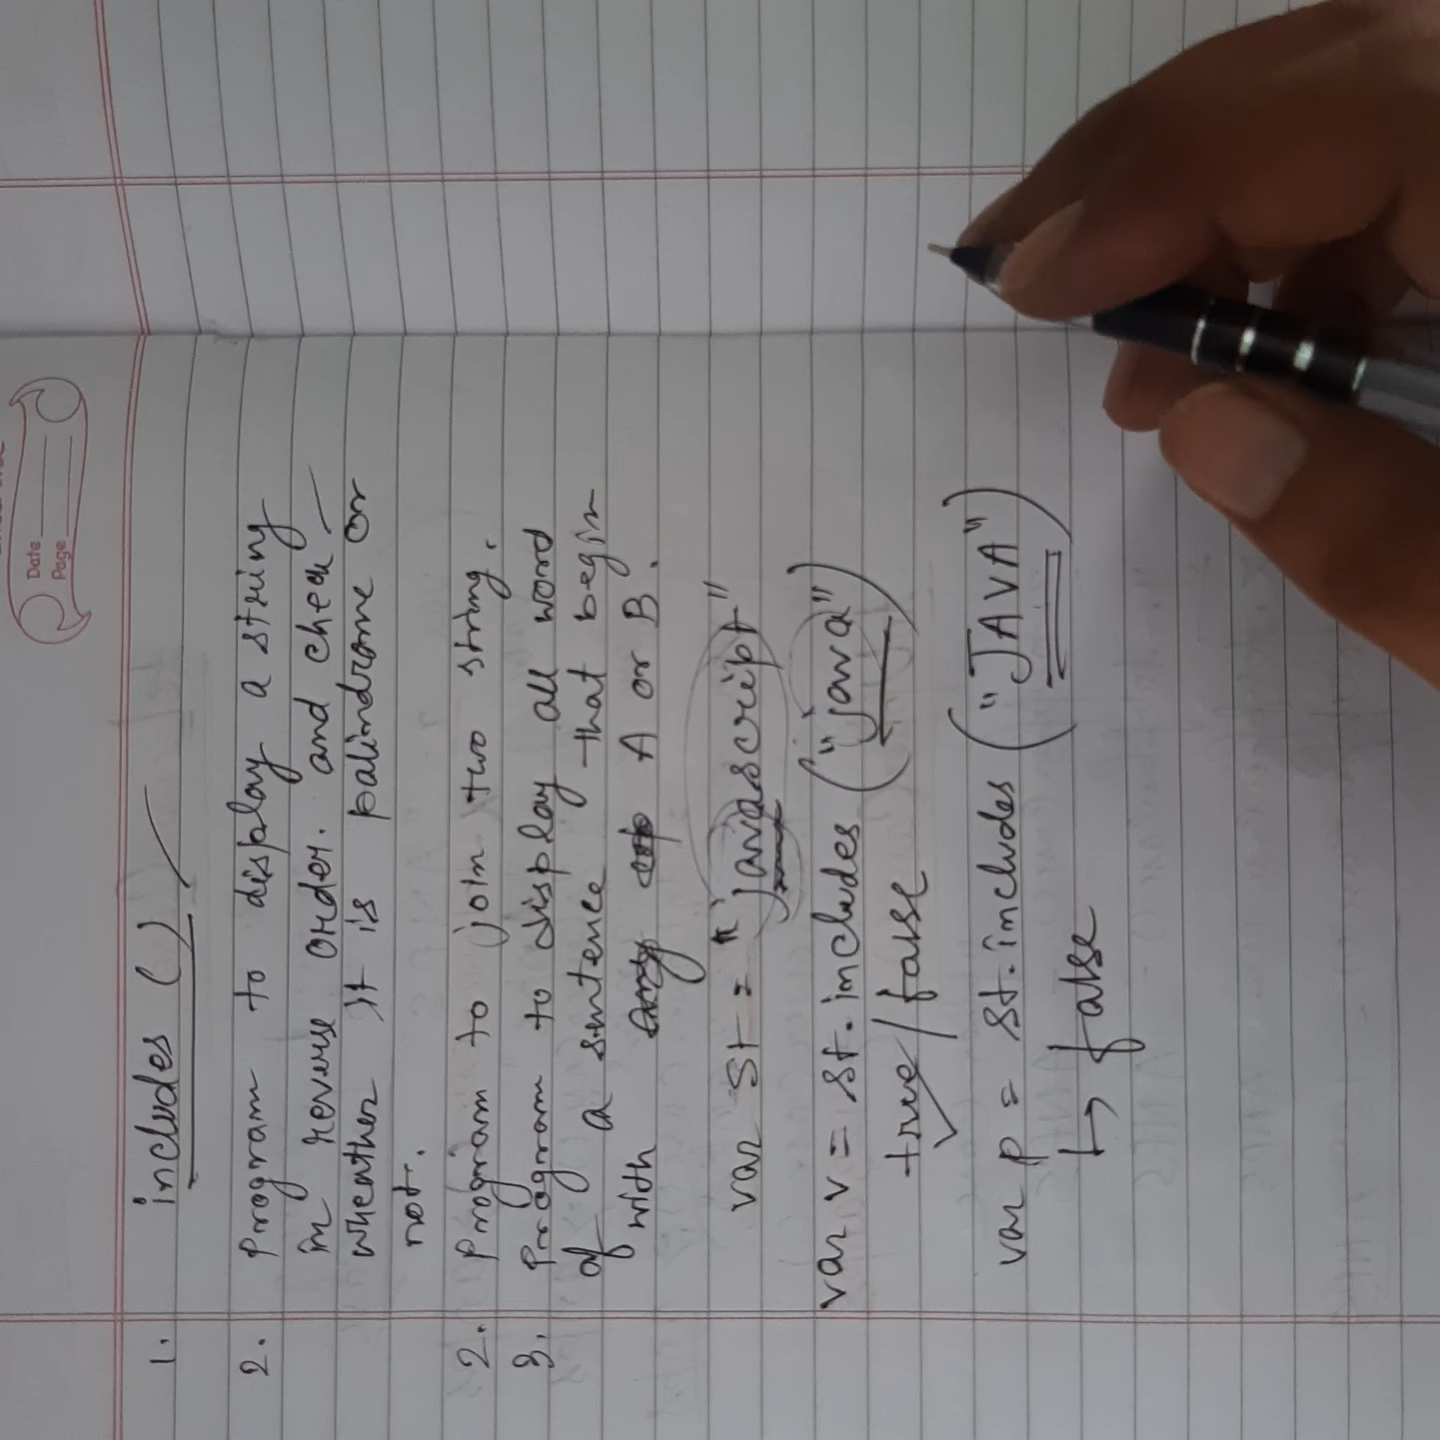 Date
Page
1. includes ( )
2. Program to display a string
in reverse order. and check
wheather it is palindrome or
not.
2. Program to join two string.
3. Program to display all word
of a sentence that begin
with A or B.
var st = "javascript"
var v = st.includes ("java")
true / false
var p = st.includes ("JAVA")
↳ false